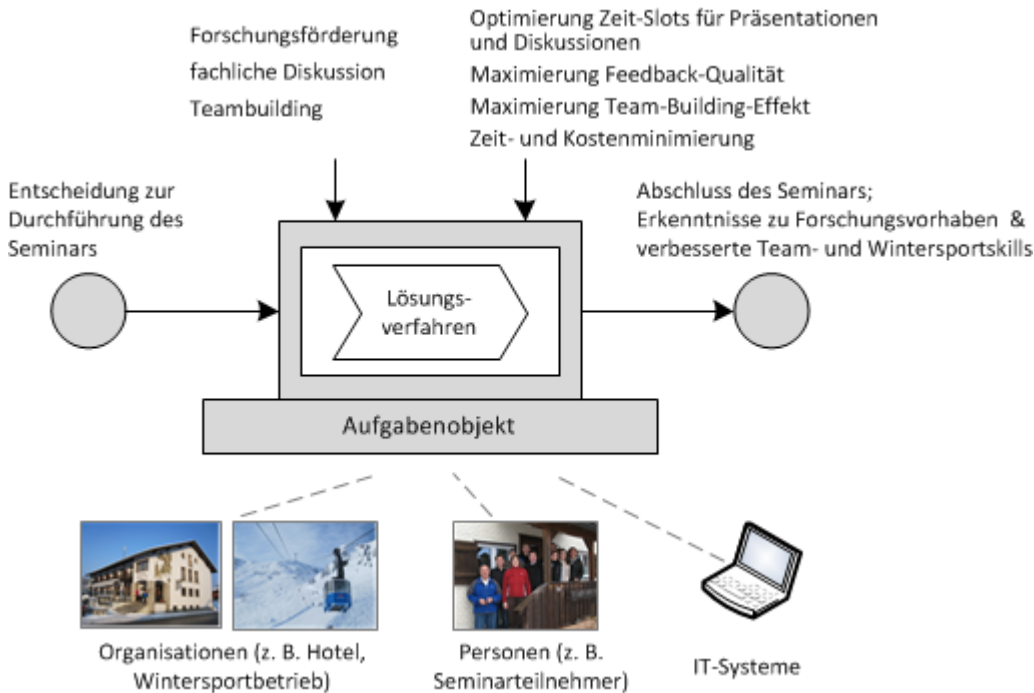 Forschungsförderung
fachliche Diskussion
Teambuilding
Optimierung Zeit-Slots für Präsentationen
und Diskussionen
Maximierung Feedback-Qualität
Maximierung Team-Building-Effekt
Zeit- und Kostenminimierung
Entscheidung zur
Durchführung des
Seminars
Abschluss des Seminars;
Erkenntnisse zu Forschungsvorhaben &
verbesserte Team- und Wintersportskills
Lösungs-
verfahren
Aufgabenobjekt
Organisationen (z. B. Hotel,
Wintersportbetrieb)
Personen (z. B.
Seminarteilnehmer)
IT-Systeme